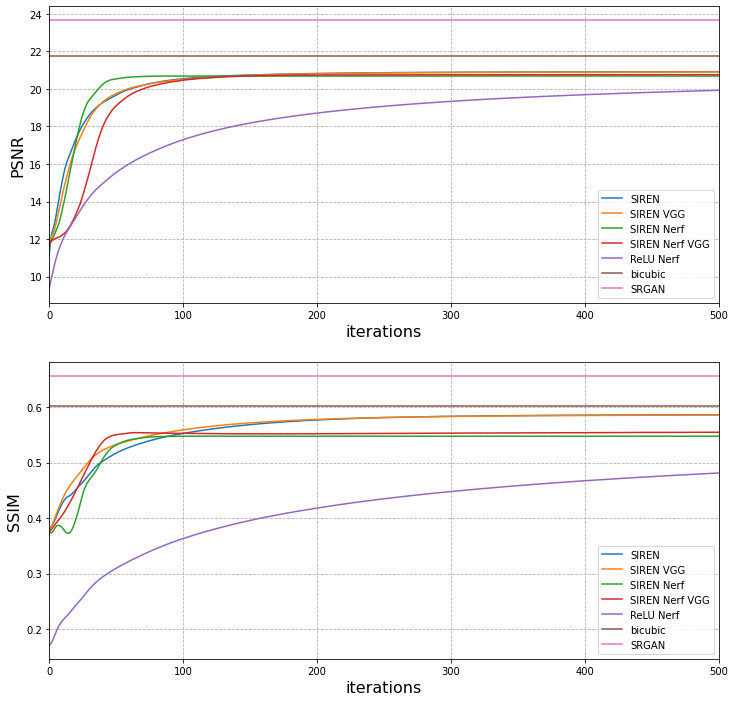 24
22
20
18
16
14
12
10
PSNR
SIREN
SIREN VGG
SIREN Nerf
SIREN Nerf VGG
ReLU Nerf
bicubic
SRGAN
0 100 200 300 400 500
iterations
0.6
0.5
0.4
0.3
0.2
SSIM
SIREN
SIREN VGG
SIREN Nerf
SIREN Nerf VGG
ReLU Nerf
bicubic
SRGAN
0 100 200 300 400 500
iterations